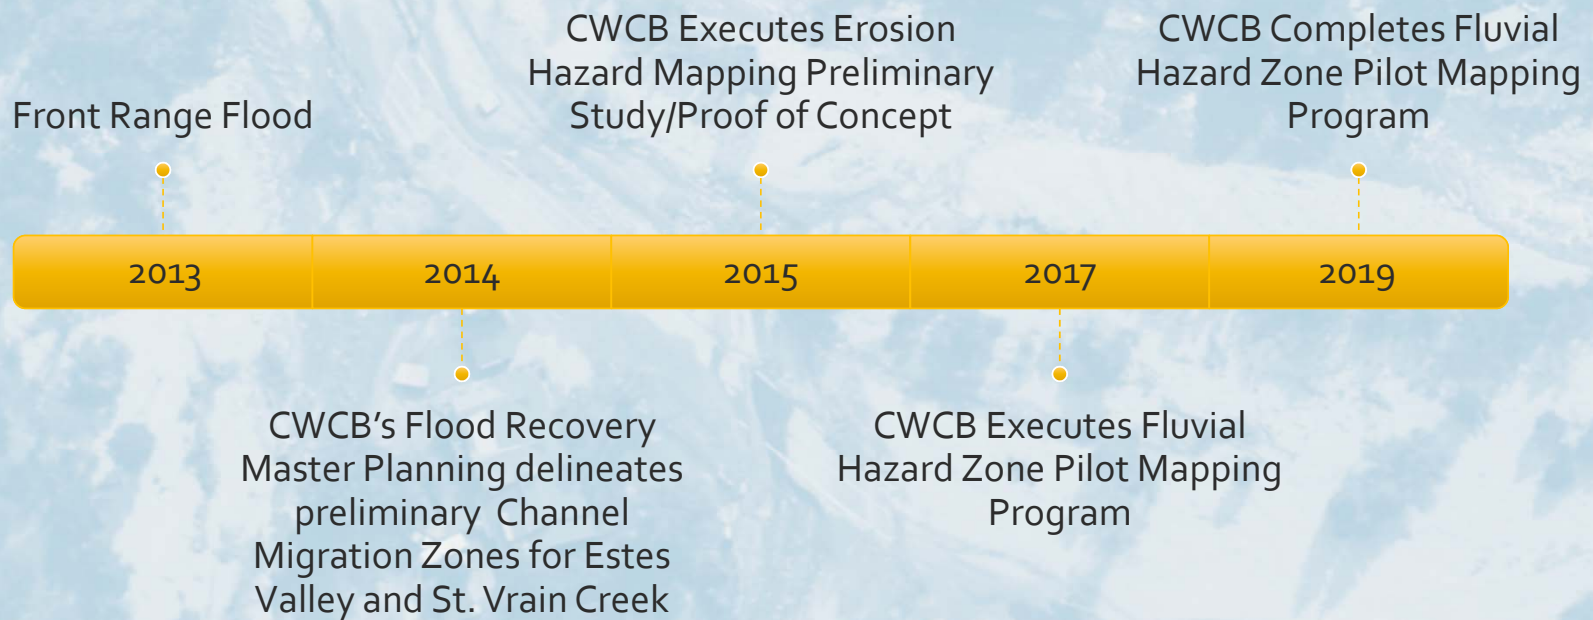 Front Range Flood
CWCB Executes Erosion
Hazard Mapping Preliminary
Study/Proof of Concept
CWCB Completes Fluvial
Hazard Zone Pilot Mapping
Program
2013
2014
2015
2017
2019
CWCB’s Flood Recovery
Master Planning delineates
preliminary  Channel
Migration Zones for Estes
Valley and St. Vrain Creek
CWCB Executes Fluvial
Hazard Zone Pilot Mapping
Program